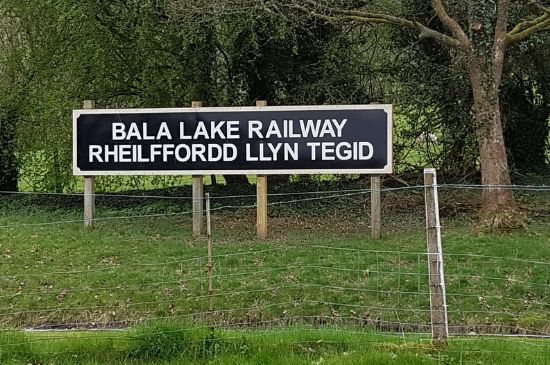 BALA LAKE RAILWAY
RHEILFFORDD LLYN TEGID